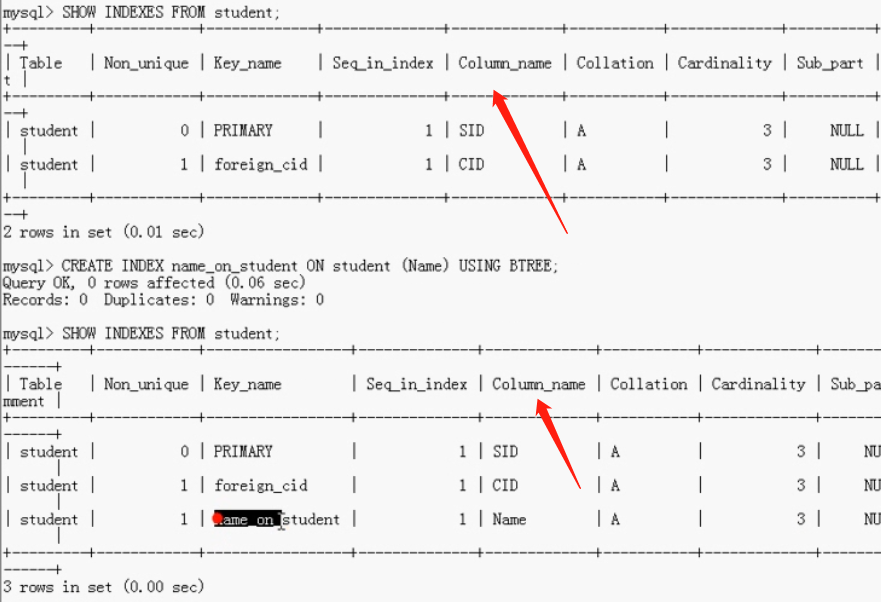 mysql> SHOW INDEXES FROM student;
+----------+------------+-------------+--------------+-------------+-----------+-------------+----------+
--+
| Table    | Non_unique | Key_name    | Seq_in_index | Column_name | Collation | Cardinality | Sub_part |
t |
+----------+------------+-------------+--------------+-------------+-----------+-------------+----------+
--+
| student |          0 | PRIMARY     |            1 | SID         | A         |           3 |     NULL |
|
| student |          1 | foreign_cid |            1 | CID         | A         |           3 |     NULL |
|
+----------+------------+-------------+--------------+-------------+-----------+-------------+----------+
--+
2 rows in set (0.01 sec)
mysql> CREATE INDEX name_on_student ON student (Name) USING BTREE;
Query OK, 0 rows affected (0.06 sec)
Records: 0  Duplicates: 0  Warnings: 0
mysql> SHOW INDEXES FROM student;
+----------+------------+-----------------+--------------+-------------+-----------+-------------+------
------+
| Table    | Non_unique | Key_name        | Seq_in_index | Column_name | Collation | Cardinality | Sub_pa
mment |
+----------+------------+-----------------+--------------+-------------+-----------+-------------+------
------+
| student |          0 | PRIMARY         |            1 | SID         | A         |           3 |     NU
|
| student |          1 | foreign_cid     |            1 | CID         | A         |           3 |     NU
|
| student |          1 | name_on_student |            1 | Name        | A         |           3 |     NU
|
+----------+------------+-----------------+--------------+-------------+-----------+-------------+------
------+
3 rows in set (0.00 sec)